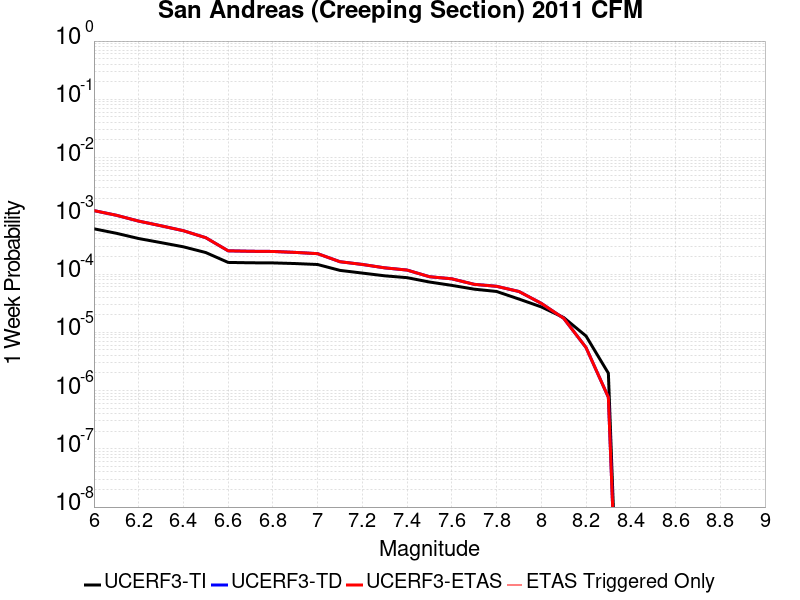 San Andreas (Creeping Section) 2011 CFM
10^0
10^-1
10^-2
10^-3
10^-4
10^-5
10^-6
10^-7
10^-8
1 Week Probability
6 6.2 6.4 6.6 6.8 7 7.2 7.4 7.6 7.8 8 8.2 8.4 8.6 8.8 9
Magnitude
UCERF3-TI UCERF3-TD UCERF3-ETAS ETAS Triggered Only